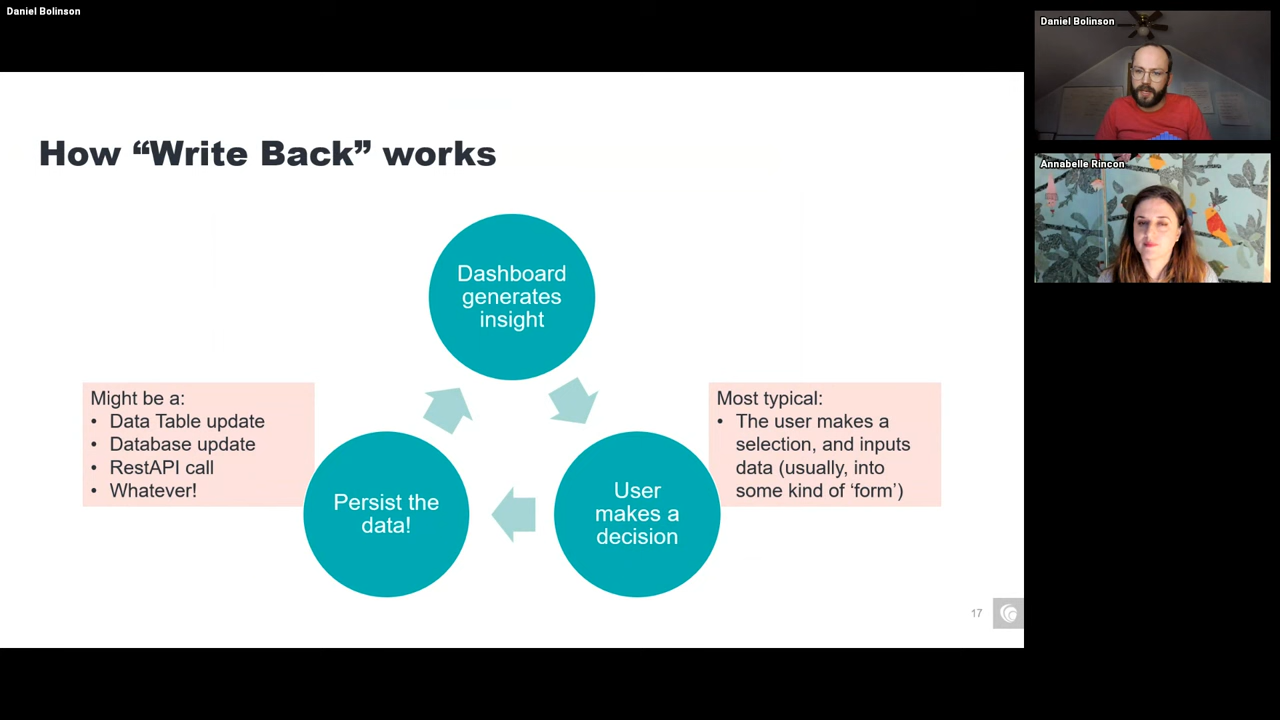 Daniel Bolinson
Daniel Bolinson
Annabelle Rincon
How “Write Back” works
Dashboard
generates
insight
Might be a:
• Data Table update
• Database update
• RestAPI call
• Whatever!
Most typical:
• The user makes a
selection, and inputs
data (usually, into
some kind of ‘form’)
Persist the
data!
User
makes a
decision
17